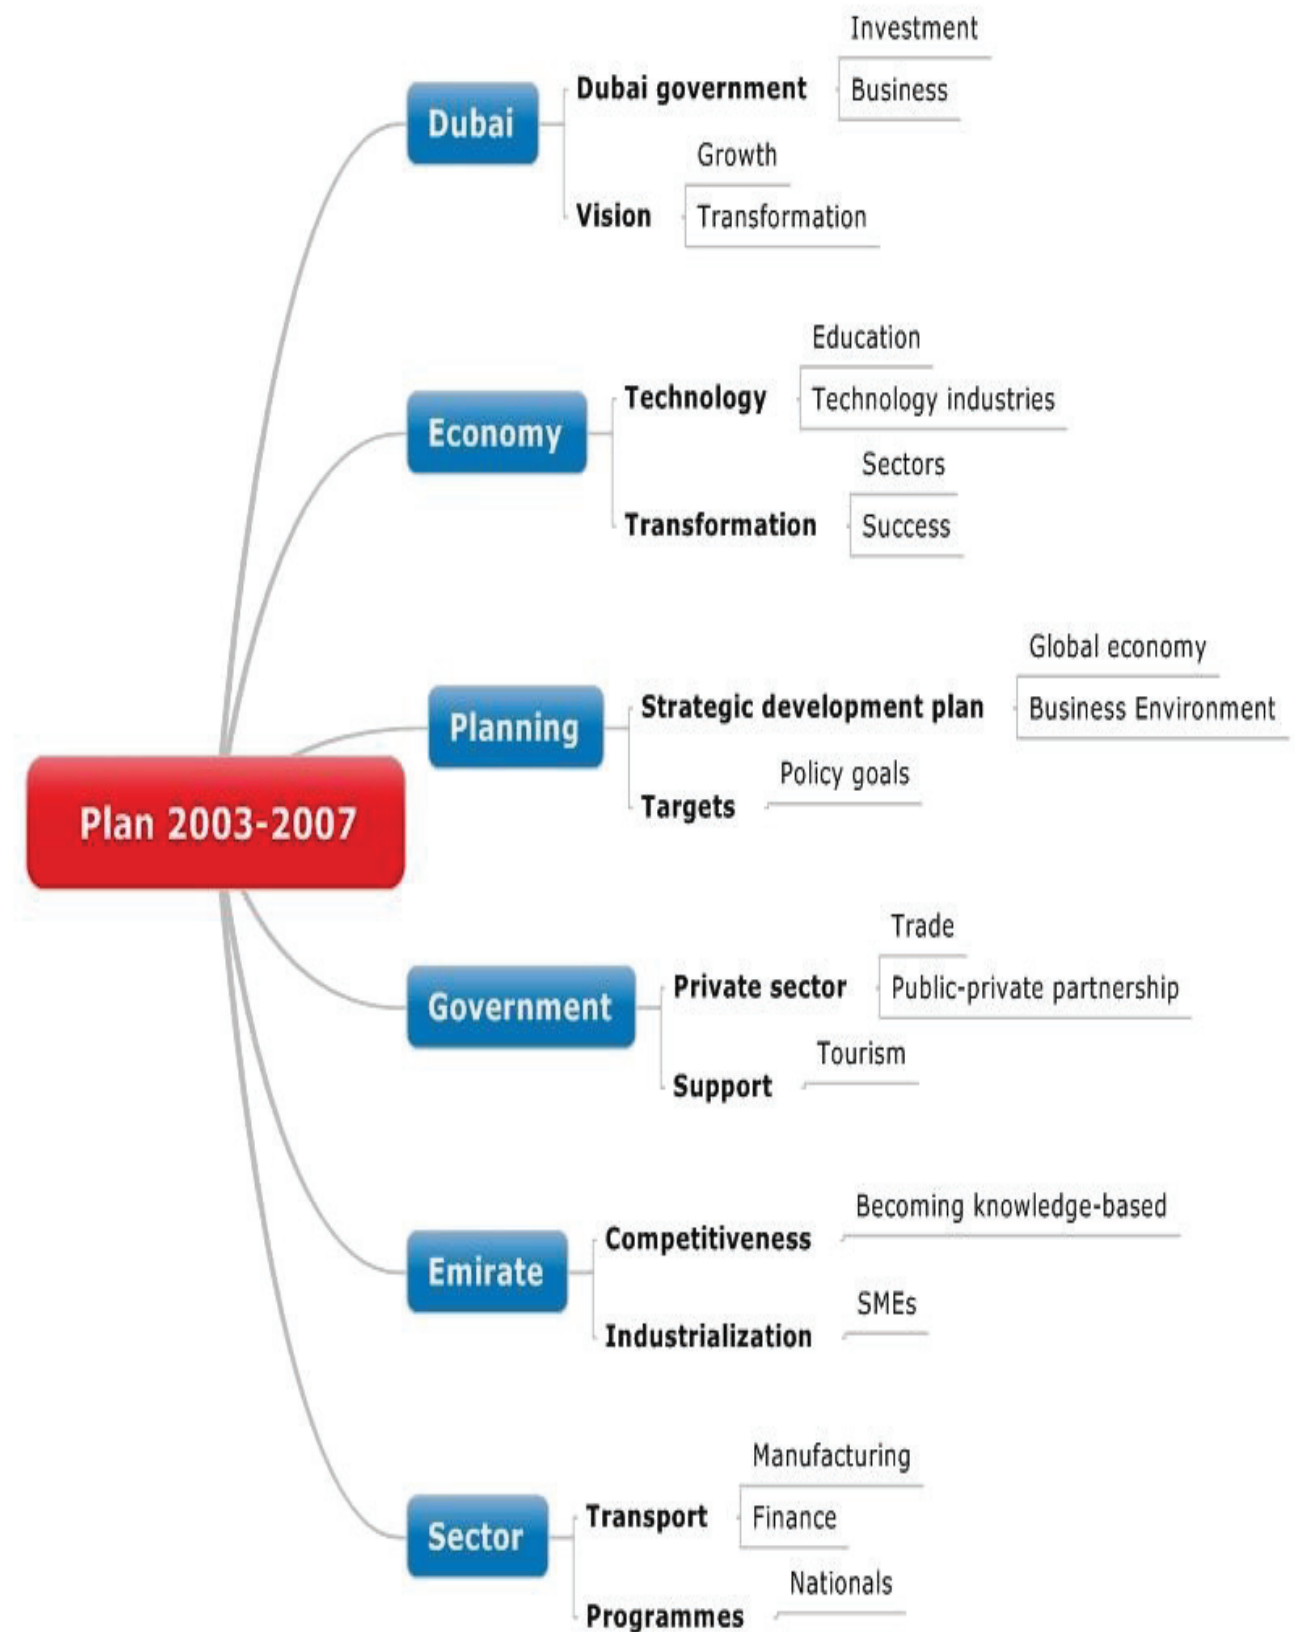 Investment
Dubai government
Business
Dubai
Growth
Vision
Transformation
Education
Technology
Technology industries
Economy
Sectors
Transformation
Success
Global economy
Strategic development plan
Business Environment
Planning
Policy goals
Targets
Plan 2003-2007
Trade
Private sector
Public-private partnership
Government
Tourism
Support
Becoming knowledge-based
Competitiveness
Emirate
SMEs
Industrialization
Manufacturing
Transport
Finance
Sector
Nationals
Programmes